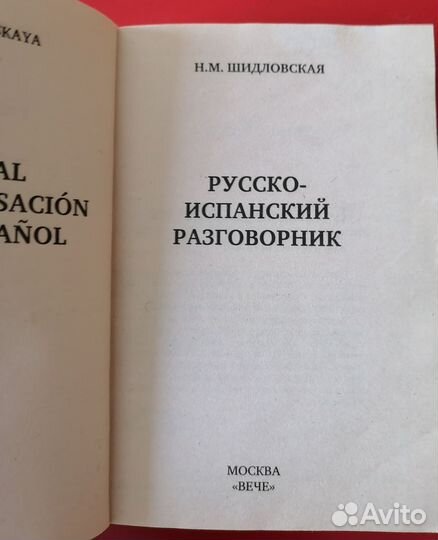 SKAYA
AL
SACIÓN
AÑOL
Н.М. ШИДЛОВСКАЯ
РУССКО-
ИСПАНСКИЙ
РАЗГОВОРНИК
МОСКВА
«ВЕЧЕ»
Avito